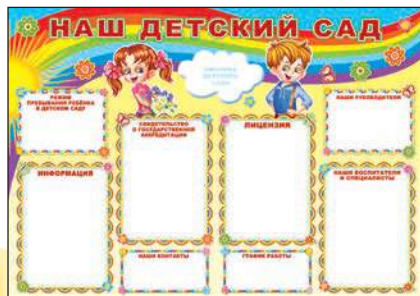 НАШ ДЕТСКИЙ САД
РЕЖИМ
ПРЕБЫВАНИЯ РЕБЁНКА
В ДЕТСКОМ САДУ
НАШИ РУКОВОДИТЕЛИ
СВИДЕТЕЛЬСТВО
О ГОСУДАРСТВЕННОЙ
АККРЕДИТАЦИИ
ЛИЦЕНЗИЯ
ИНФОРМАЦИЯ
НАШИ ВОСПИТАТЕЛИ
И СПЕЦИАЛИСТЫ
НАШИ КОНТАКТЫ
ГРАФИК РАБОТЫ